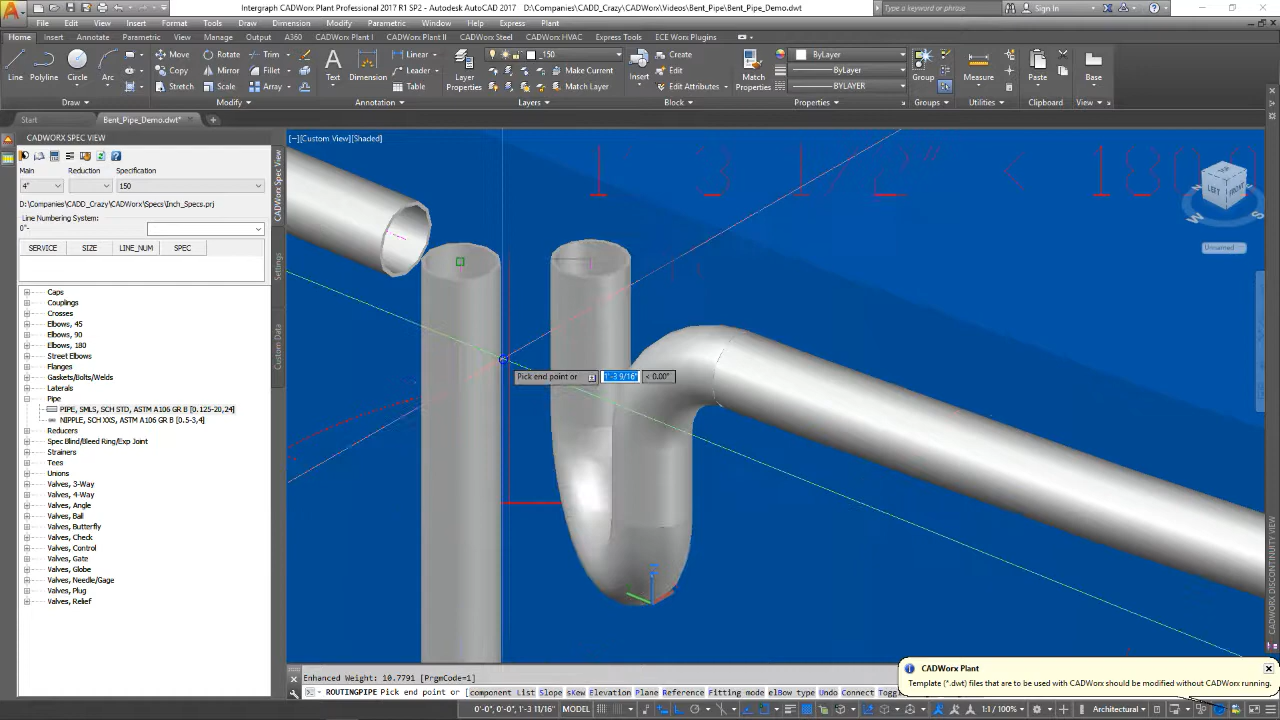 Intergraph CADWorx Plant Professional 2017 R1 SP2 - Autodesk AutoCAD 2017 D:\Companies\CADD_Crazy\CADWorx\Videos\Bent_Pipe\Bent_Pipe_Demo.dwt
Type a keyword or phrase
Sign In
File Edit View Insert Format Tools Draw Dimension Modify Parametric Window Help Express Plant
Home Insert Annotate Parametric View Manage Output A360 CADWorx Plant I CADWorx Plant II CADWorx Steel CADWorx HVAC Express Tools ECE Worx Plugins
Line Polyline Circle Arc
Move Rotate Trim
Copy Mirror Fillet
Stretch Scale Array
Text Dimension
Linear
Leader
Table
Layer Properties
150
Make Current
Match Layer
Insert
Create
Edit
Edit Attributes
Match Properties
ByLayer
ByLayer
BYLAYER
Group
Measure
Paste
Base
Draw Modify Annotation Layers Block Properties Groups Utilities Clipboard View
Start Bent_Pipe_Demo.dwt*
CADWORX SPEC VIEW
Main Reduction Specification
4" 150
D:\Companies\CADD_Crazy\CADWorx\Specs\Inch_Specs.prj
Line Numbering System:
0"-
SERVICE SIZE LINE_NUM SPEC
Caps
Couplings
Crosses
Elbows, 45
Elbows, 90
Elbows, 180
Street Elbows
Flanges
Gaskets/Bolts/Welds
Laterals
Pipe
PIPE, SMLS, SCH STD, ASTM A106 GR B [0.125-20,24]
NIPPLE, SCH XXS, ASTM A106 GR B [0.5-3,4]
Reducers
Spec Blind/Bleed Ring/Exp Joint
Strainers
Tees
Unions
Valves, 3-Way
Valves, 4-Way
Valves, Angle
Valves, Ball
Valves, Butterfly
Valves, Check
Valves, Control
Valves, Gate
Valves, Globe
Valves, Needle/Gage
Valves, Plug
Valves, Relief
CADWorx Spec View
Settings
Custom Data
[−][Custom View][Shaded]
TOP
LEFT
FRONT
W
S
Unnamed
Pick end point or 1'-3 9/16" < 0.00°
CADWORX DISCONTINUITY VIEW
CADWorx Plant
Template (*.dwt) files that are to be used with CADWorx should be modified without CADWorx running.
Enhanced Weight: 10.7791 [PrgmCode=1]
ROUTINGPIPE Pick end point or [component List Slope sKew Elevation Plane Reference Fitting mode elBow type Undo Connect
0'-0", 0'-0", 1'-3 11/16" MODEL
1:1/100%
Architectural